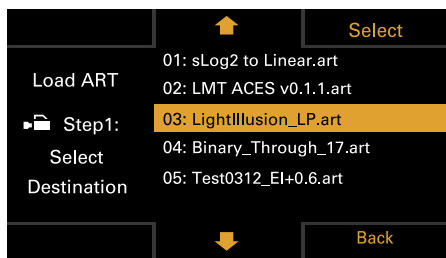 Select
Load ART
Step1:
Select
Destination
01: sLog2 to Linear.art
02: LMT ACES v0.1.1.art
03: LightIllusion_LP.art
04: Binary_Through_17.art
05: Test0312_EI+0.6.art
Back